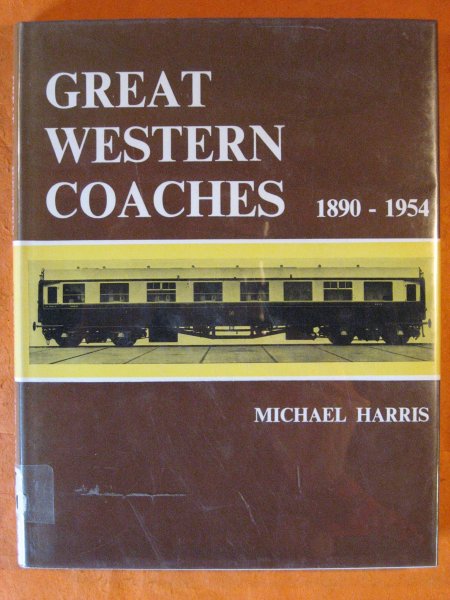 GREAT
WESTERN
COACHES 1890 - 1954
MICHAEL HARRIS